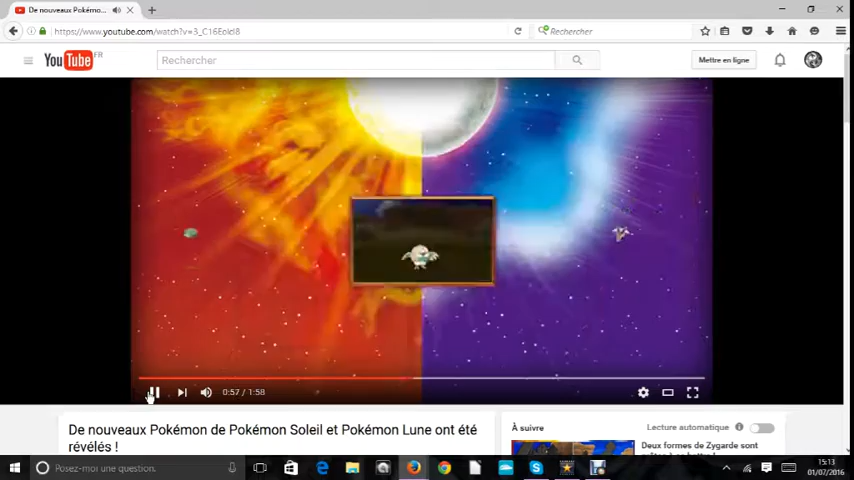 De nouveaux Pokémo...
https://www.youtube.com/watch?v=3_C16EoIcI8
Rechercher
YouTube FR
Rechercher
Mettre en ligne
0:57 / 1:58
De nouveaux Pokémon de Pokémon Soleil et Pokémon Lune ont été
révélés !
À suivre
Lecture automatique
Deux formes de Zygarde sont
Posez-moi une question.
15:13
01/07/2016